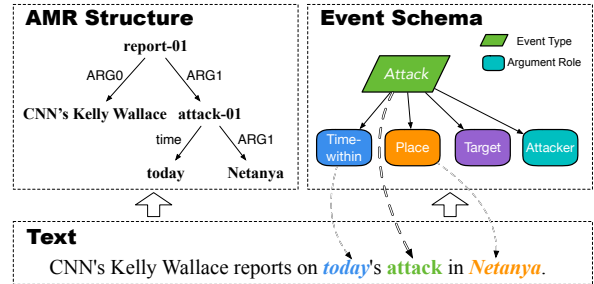 AMR Structure
report-01
ARG0
ARG1
CNN's Kelly Wallace
attack-01
time
ARG1
today
Netanya
Event Schema
Event Type
Argument Role
Attack
Time-
within
Place
Target
Attacker
Text
CNN's Kelly Wallace reports on today's attack in Netanya.